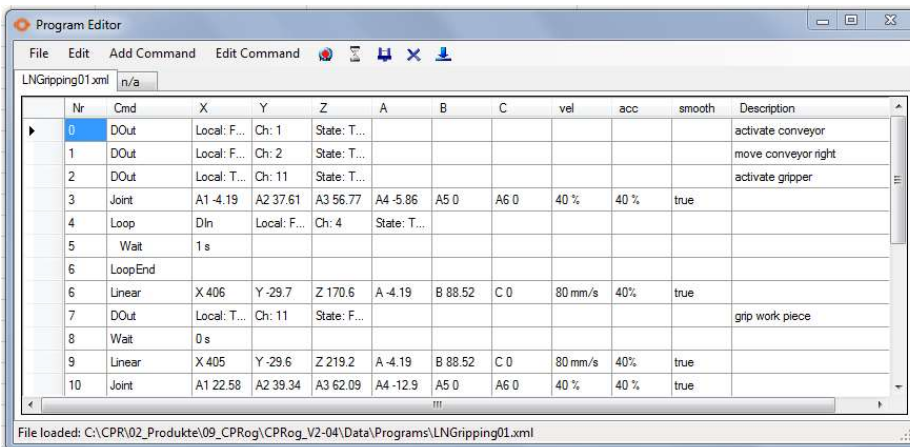 Program Editor
File Edit Add Command Edit Command
LNGripping01.xml n/a
Nr Cmd X Y Z A B C vel acc smooth Description
0 DOut Local: F... Ch: 1 State: T... activate conveyor
1 DOut Local: F... Ch: 2 State: T... move conveyor right
2 DOut Local: T... Ch: 11 State: T... activate gripper
3 Joint A1 -4.19 A2 37.61 A3 56.77 A4 -5.86 A5 0 A6 0 40 % 40 % true
4 Loop DIn Local: F... Ch: 4 State: T...
5 Wait 1 s
6 LoopEnd
6 Linear X 406 Y -29.7 Z 170.6 A -4.19 B 88.52 C 0 80 mm/s 40% true
7 DOut Local: T... Ch: 11 State: F... grip work piece
8 Wait 0 s
9 Linear X 405 Y -29.6 Z 219.2 A -4.19 B 88.52 C 0 80 mm/s 40% true
10 Joint A1 22.58 A2 39.34 A3 62.09 A4 -12.9 A5 0 A6 0 40 % 40 % true
File loaded: C:\CPR\02_Produkte\09_CPRog\CPRog_V2-04\Data\Programs\LNGripping01.xml